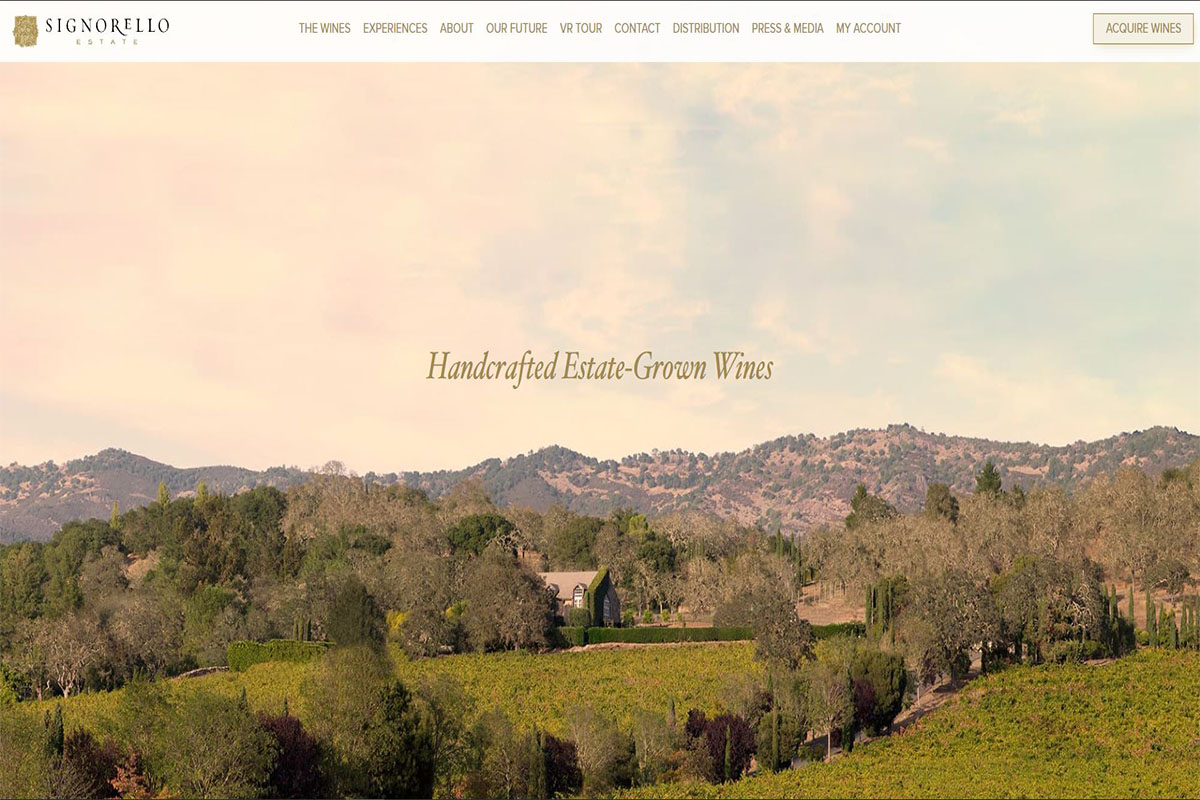 SIGNORELLO
ESTATE
THE WINES EXPERIENCES ABOUT OUR FUTURE VR TOUR CONTACT DISTRIBUTION PRESS & MEDIA MY ACCOUNT
ACQUIRE WINES
Handcrafted Estate-Grown Wines